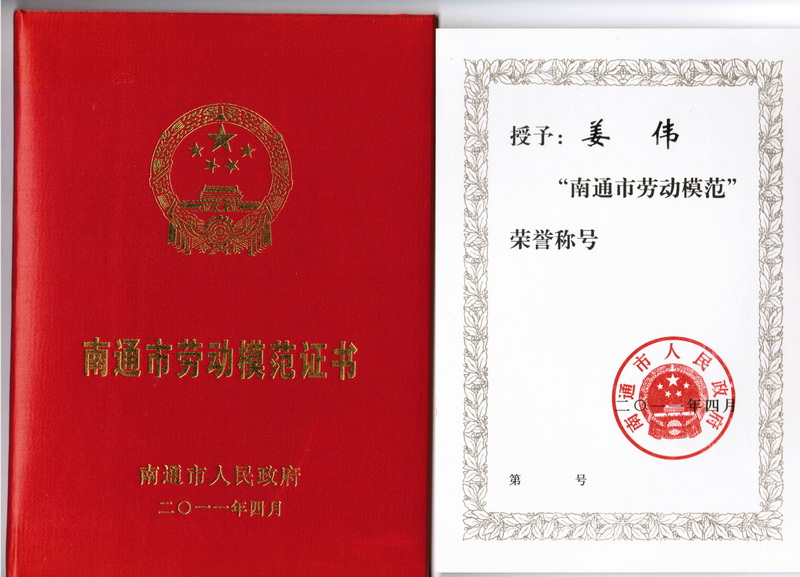 南通市劳动模范证书
南通市人民政府
二〇一一年四月
授予：姜 伟
“南通市劳动模范”
荣誉称号
南通市人民政府
二〇一一年四月
第 号